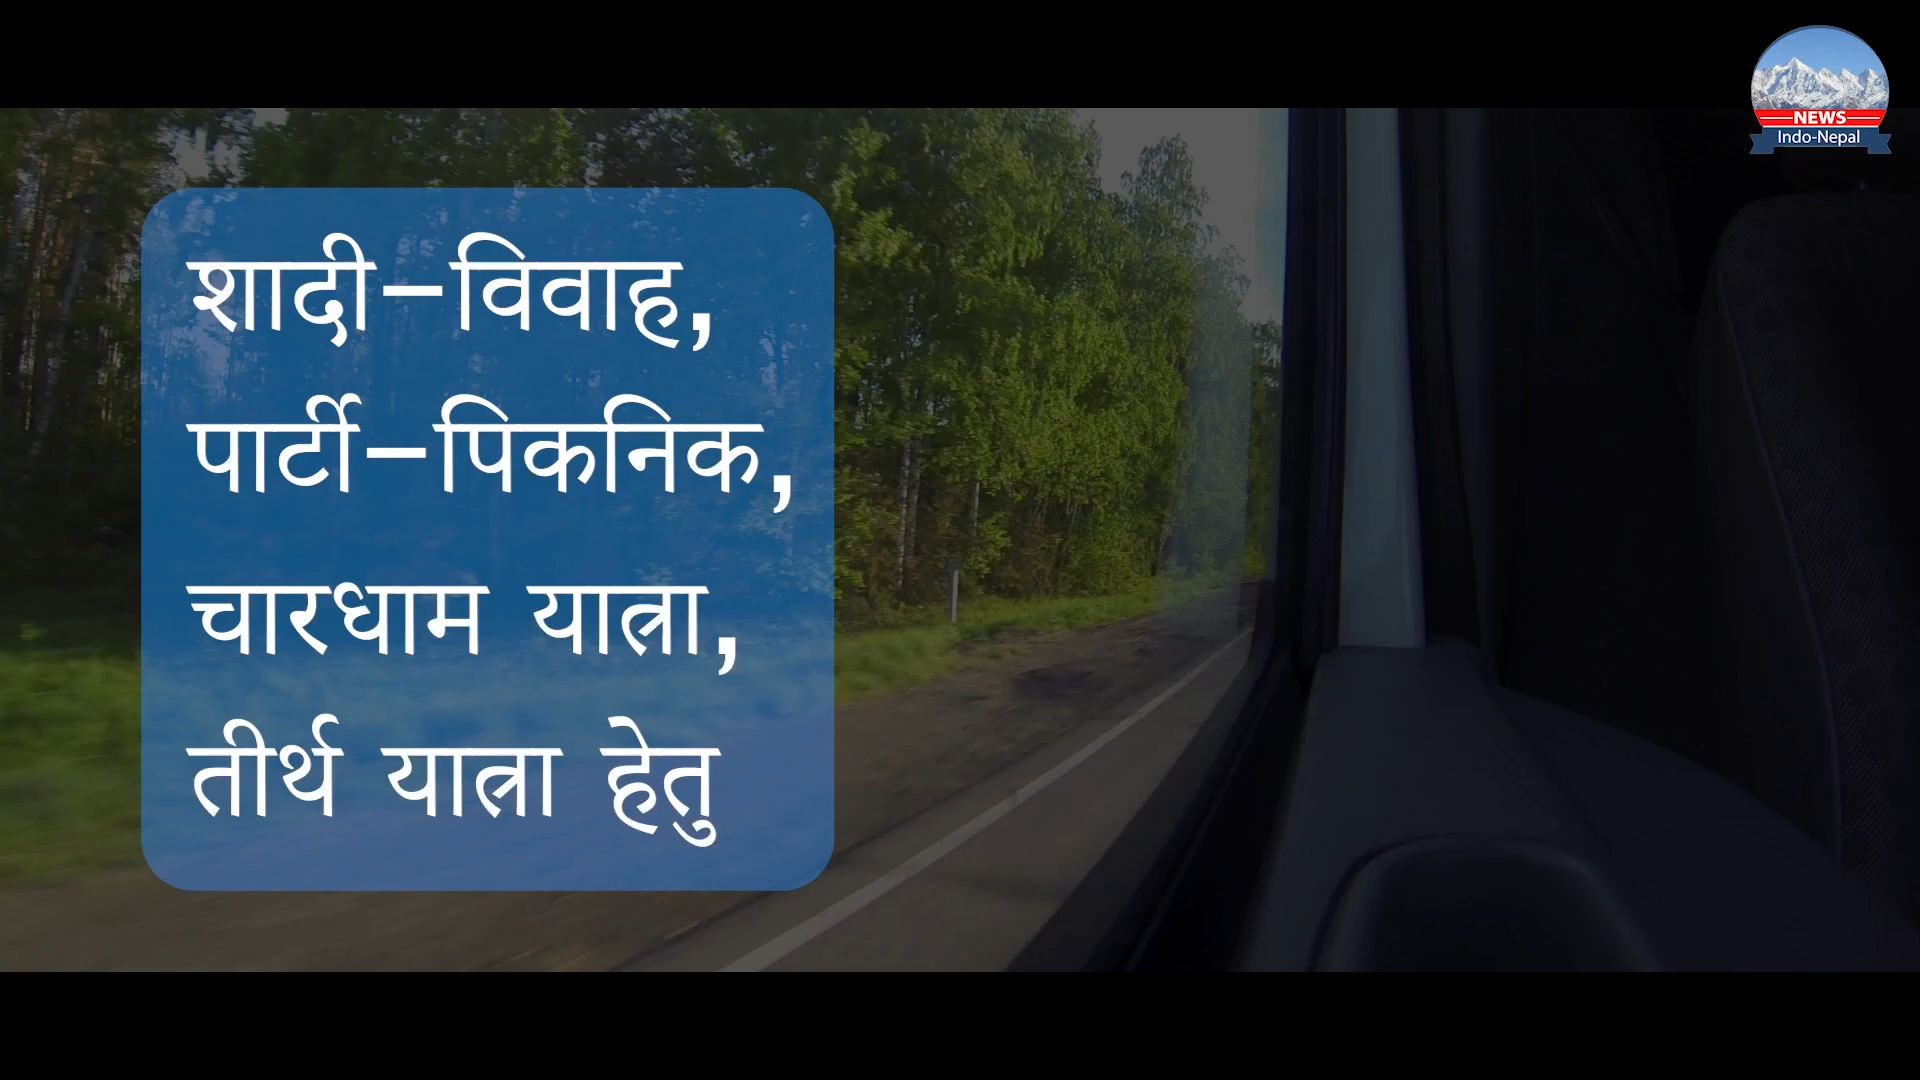 NEWS
Indo-Nepal
शादी-विवाह,
पार्टी-पिकनिक,
चारधाम यात्रा,
तीर्थ यात्रा हेतु